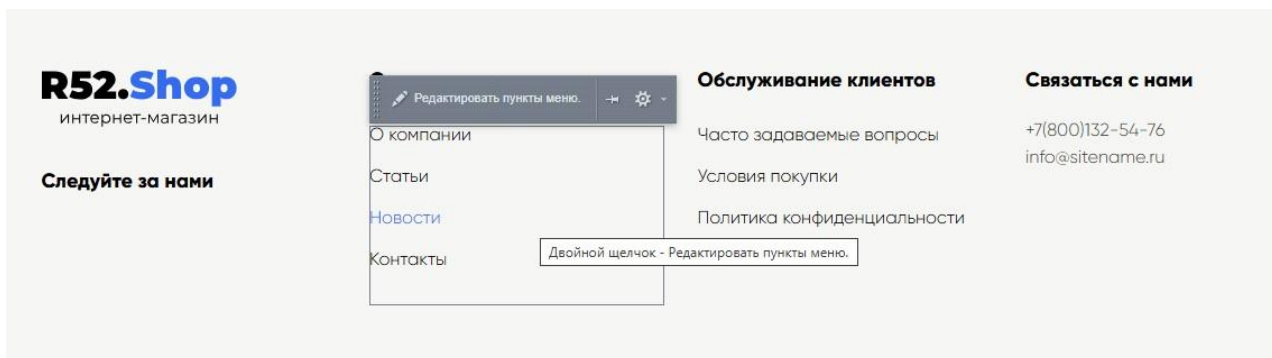 R52.Shop
интернет-магазин
Следуйте за нами
Редактировать пункты меню.
О компании
Статьи
Новости
Контакты
Двойной щелчок - Редактировать пункты меню.
Обслуживание клиентов
Часто задаваемые вопросы
Условия покупки
Политика конфиденциальности
Связаться с нами
+7(800)132-54-76
info@sitename.ru